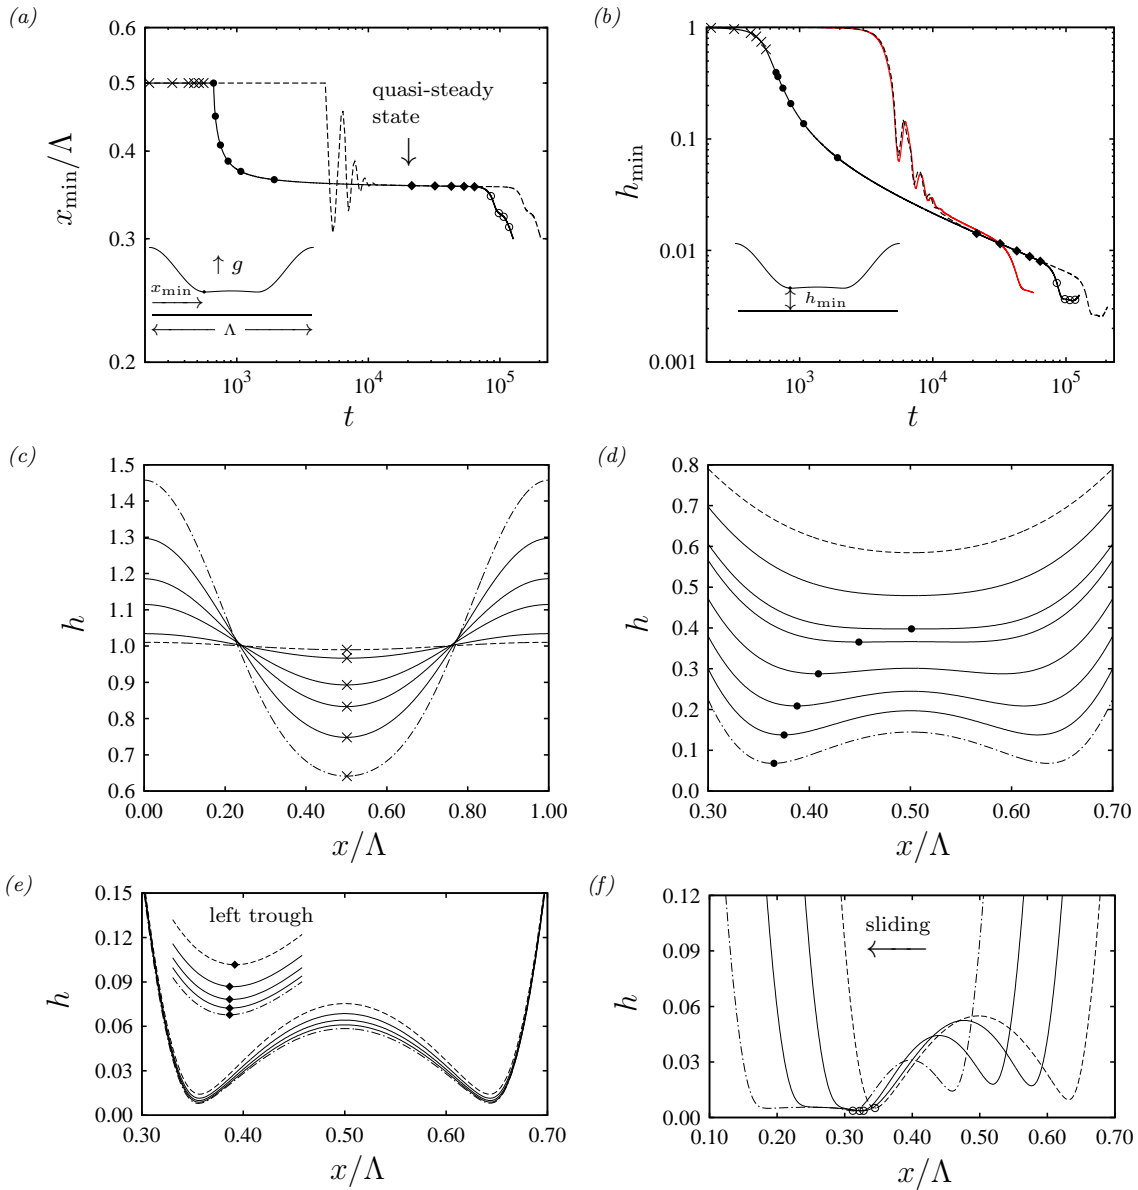 (a)
0.6
0.5
0.4
0.3
0.2
x_min/Λ
quasi-steady
state
g
x_min
Λ
10^3
10^4
10^5
t
(b)
1
0.1
0.01
0.001
h_min
h_min
10^3
10^4
10^5
t
(c)
1.5
1.4
1.3
1.2
1.1
1.0
0.9
0.8
0.7
0.6
h
0.00 0.20 0.40 0.60 0.80 1.00
x/Λ
(d)
0.8
0.7
0.6
0.5
0.4
0.3
0.2
0.1
0.0
h
0.30 0.40 0.50 0.60 0.70
x/Λ
(e)
0.15
0.12
0.09
0.06
0.03
0.00
h
left trough
0.30 0.40 0.50 0.60 0.70
x/Λ
(f)
0.12
0.09
0.06
0.03
0.00
h
sliding
0.10 0.20 0.30 0.40 0.50 0.60 0.70
x/Λ